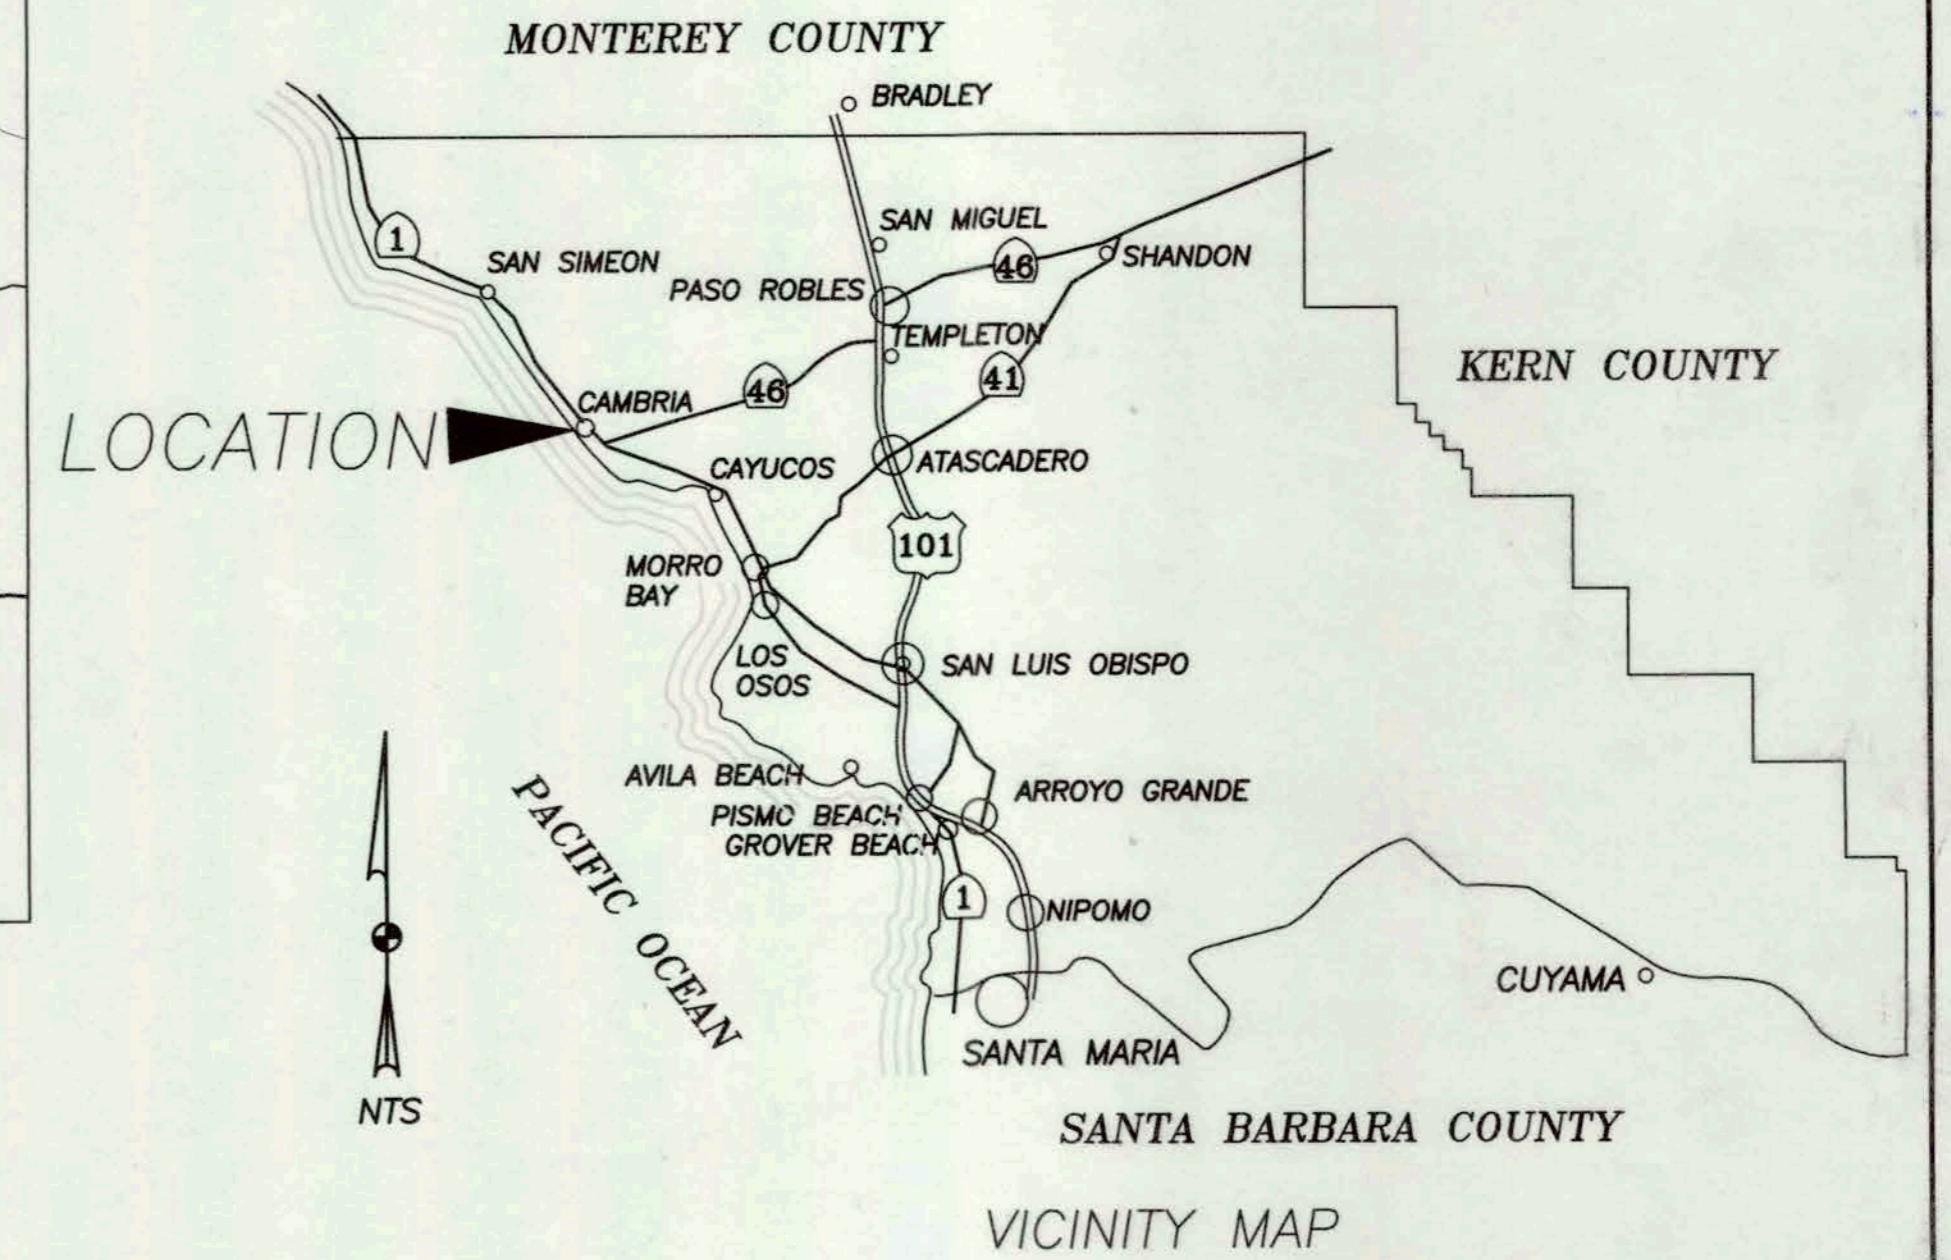 MONTEREY COUNTY
BRADLEY
SAN MIGUEL
1
46
SHANDON
SAN SIMEON
PASO ROBLES
TEMPLETON
KERN COUNTY
46
41
CAMBRIA
LOCATION
CAYUCOS
ATASCADERO
101
MORRO
BAY
LOS
OSOS
SAN LUIS OBISPO
AVILA BEACH
ARROYO GRANDE
PISMO BEACH
GROVER BEACH
PACIFIC OCEAN
1
NIPOMO
CUYAMA
SANTA MARIA
NTS
SANTA BARBARA COUNTY
VICINITY MAP